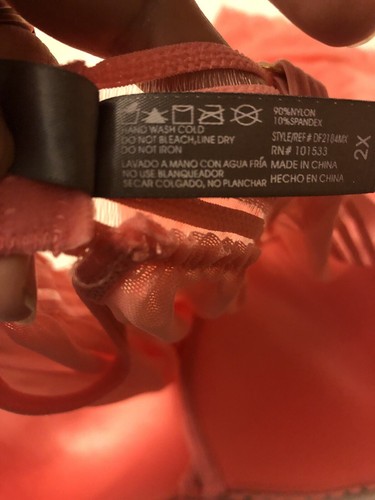 HAND WASH COLD
DO NOT BLEACH,LINE DRY
DO NOT IRON
LAVADO A MANO CON AGUA FRÍA
NO USE BLANQUEADOR
SECAR COLGADO, NO PLANCHAR
90%NYLON
10%SPANDEX
STYLE/REF# DF2184MX
RN# 101533
MADE IN CHINA
HECHO EN CHINA
2X